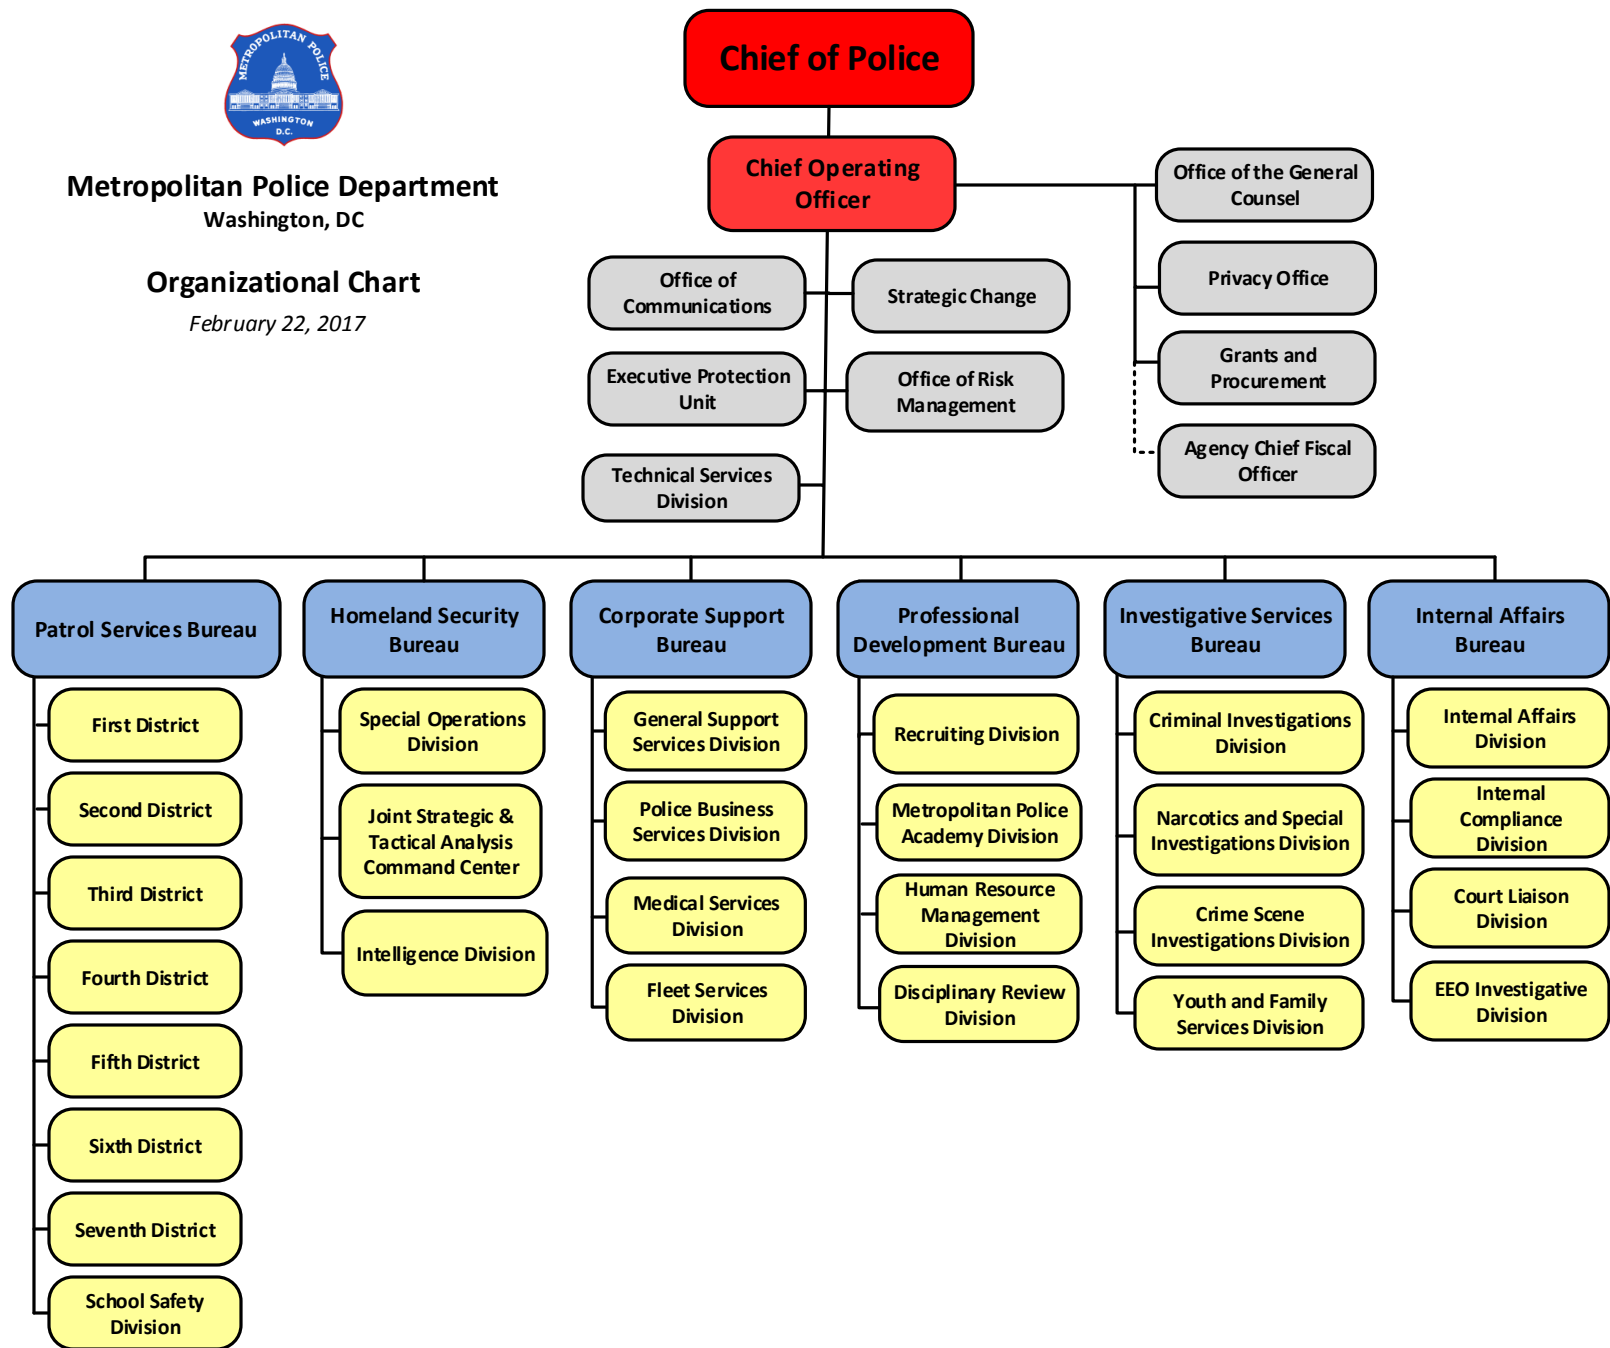 METROPOLITAN POLICE
WASHINGTON
D.C.
Metropolitan Police Department
Washington, DC
Organizational Chart
February 22, 2017
Chief of Police
Chief Operating
Officer
Office of the General
Counsel
Privacy Office
Grants and
Procurement
Agency Chief Fiscal
Officer
Office of
Communications
Strategic Change
Executive Protection
Unit
Office of Risk
Management
Technical Services
Division
Patrol Services Bureau
First District
Second District
Third District
Fourth District
Fifth District
Sixth District
Seventh District
School Safety
Division
Homeland Security
Bureau
Special Operations
Division
Joint Strategic &
Tactical Analysis
Command Center
Intelligence Division
Corporate Support
Bureau
General Support
Services Division
Police Business
Services Division
Medical Services
Division
Fleet Services
Division
Professional
Development Bureau
Recruiting Division
Metropolitan Police
Academy Division
Human Resource
Management
Division
Disciplinary Review
Division
Investigative Services
Bureau
Criminal Investigations
Division
Narcotics and Special
Investigations Division
Crime Scene
Investigations Division
Youth and Family
Services Division
Internal Affairs
Bureau
Internal Affairs
Division
Internal
Compliance
Division
Court Liaison
Division
EEO Investigative
Division